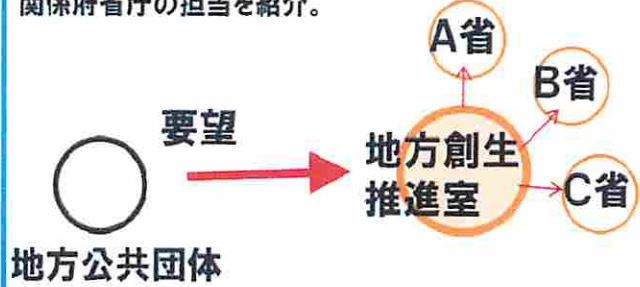 関係府省庁の担当を紹介。
A省
B省
要望
地方創生
推進室
C省
地方公共団体